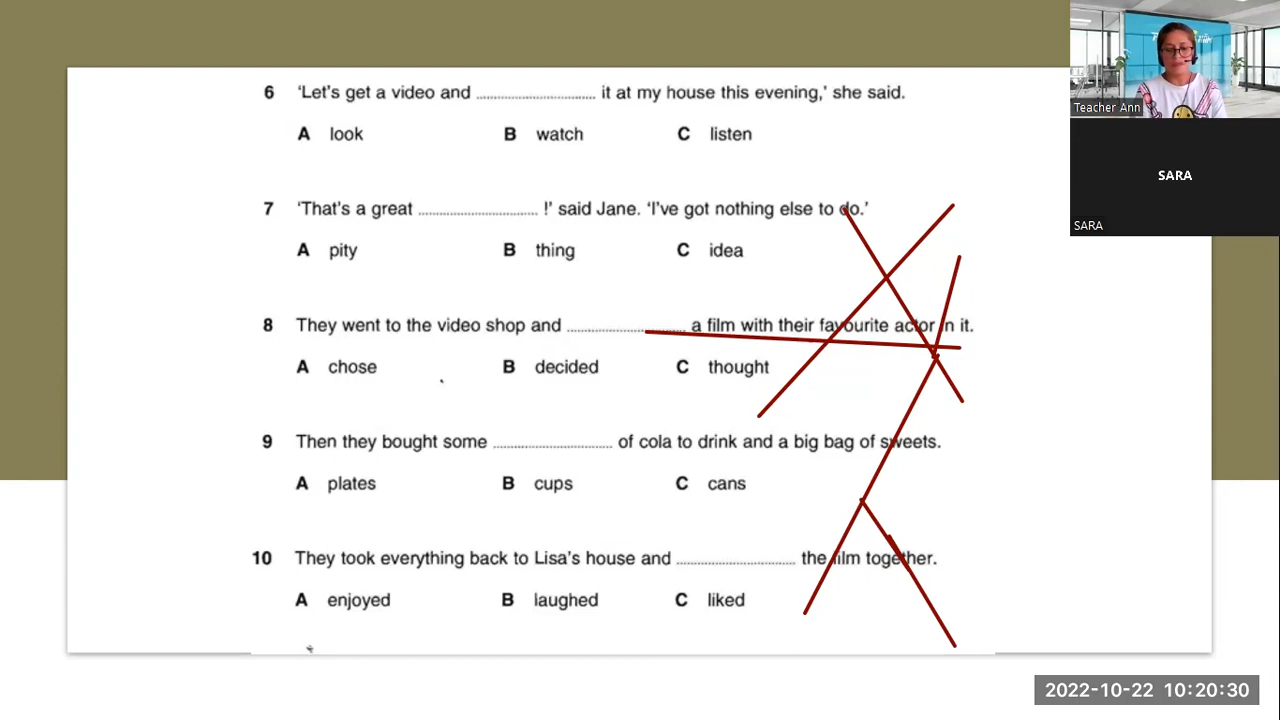 6 'Let's get a video and .............................. it at my house this evening,' she said.
A look B watch C listen
7 'That's a great .............................. !' said Jane. 'I've got nothing else to do.'
A pity B thing C idea
8 They went to the video shop and .............................. a film with their favourite actor in it.
A chose B decided C thought
9 Then they bought some .............................. of cola to drink and a big bag of sweets.
A plates B cups C cans
10 They took everything back to Lisa's house and .............................. the film together.
A enjoyed B laughed C liked
Teacher Ann
SARA
SARA
2022-10-22 10:20:30